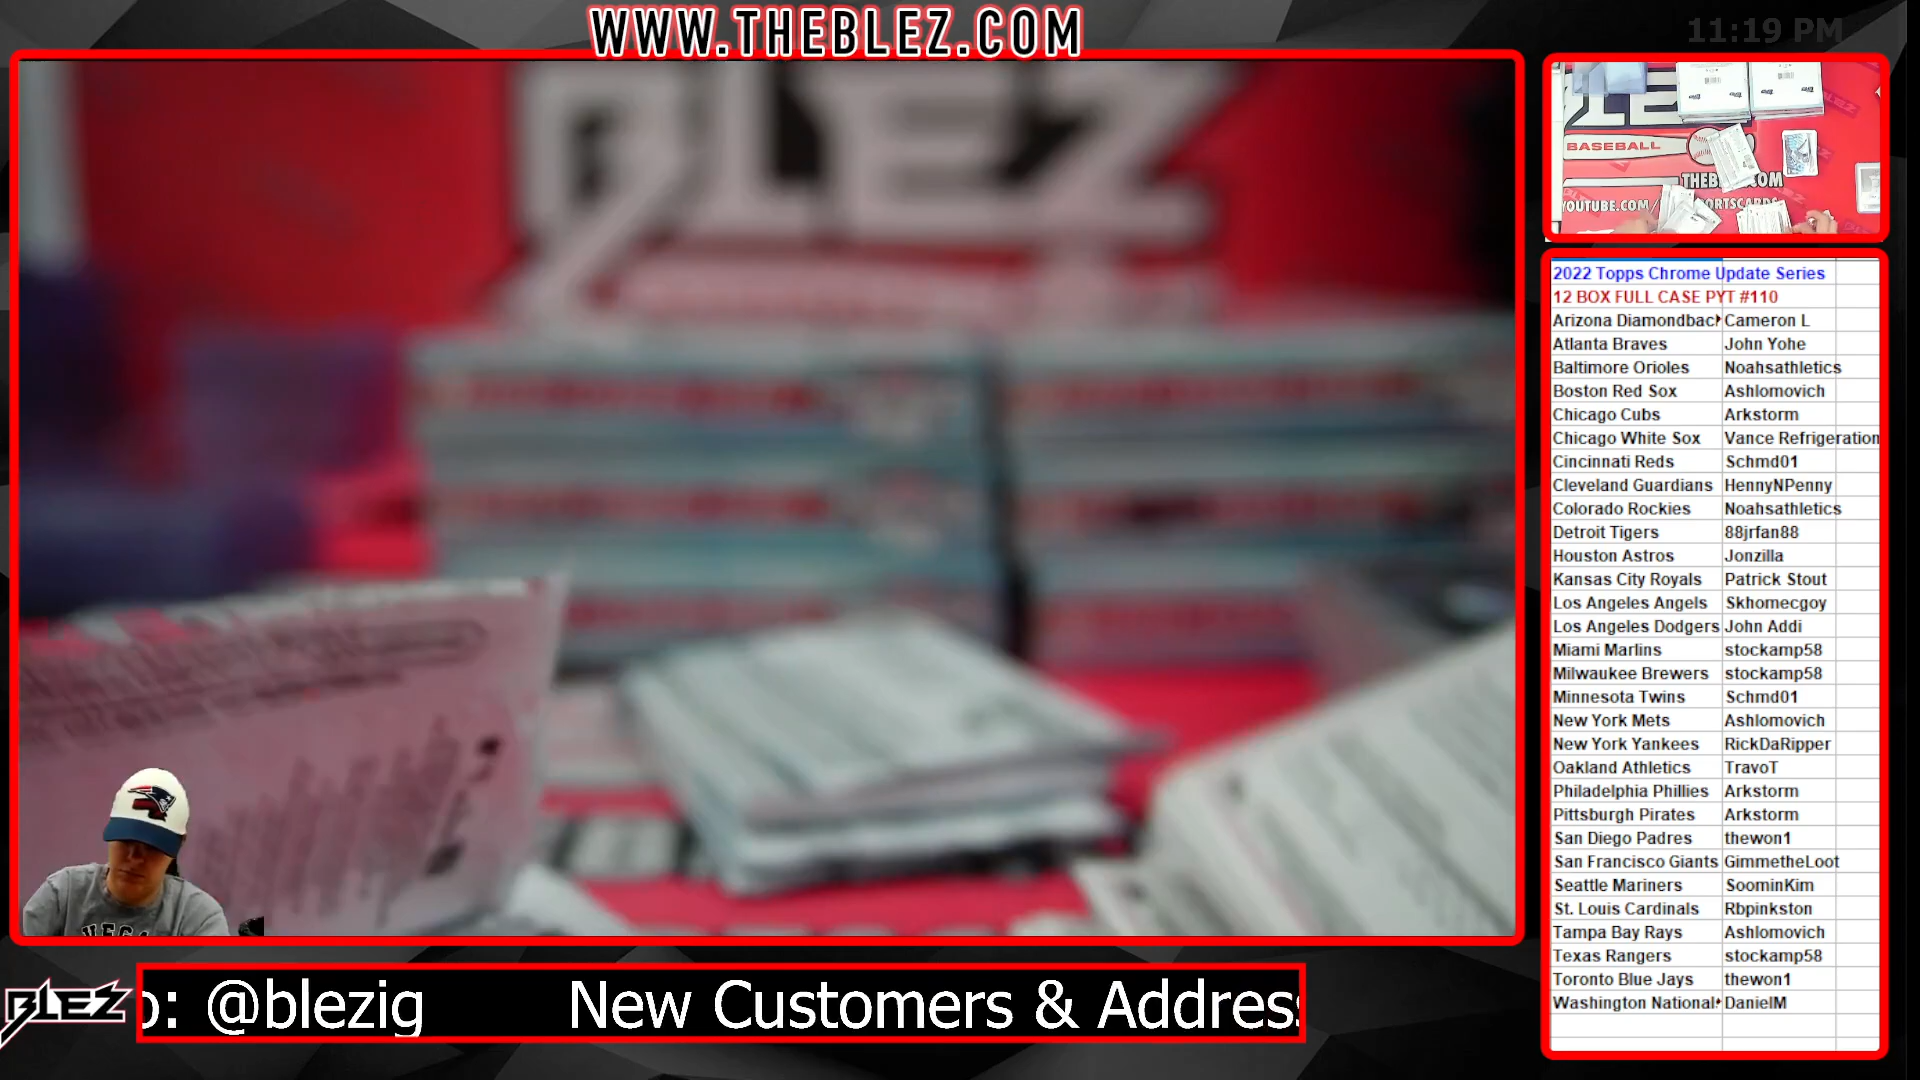 WWW.THEBLEZ.COM
11:19 PM
BLEZ
BASEBALL
YOUTUBE.COM/
2022 Topps Chrome Update Series
12 BOX FULL CASE PYT #110
Arizona Diamondbac Cameron L
Atlanta Braves John Yohe
Baltimore Orioles Noahsathletics
Boston Red Sox Ashlomovich
Chicago Cubs Arkstorm
Chicago White Sox Vance Refrigeration
Cincinnati Reds Schmd01
Cleveland Guardians HennyNPenny
Colorado Rockies Noahsathletics
Detroit Tigers 88jrfan88
Houston Astros Jonzilla
Kansas City Royals Patrick Stout
Los Angeles Angels Skhomecgoy
Los Angeles Dodgers John Addi
Miami Marlins stockamp58
Milwaukee Brewers stockamp58
Minnesota Twins Schmd01
New York Mets Ashlomovich
New York Yankees RickDaRipper
Oakland Athletics TravoT
Philadelphia Phillies Arkstorm
Pittsburgh Pirates Arkstorm
San Diego Padres thewon1
San Francisco Giants GimmetheLoot
Seattle Mariners SoominKim
St. Louis Cardinals Rbpinkston
Tampa Bay Rays Ashlomovich
Texas Rangers stockamp58
Toronto Blue Jays thewon1
Washington National DanielM
BLEZ
o: @blezig New Customers & Address